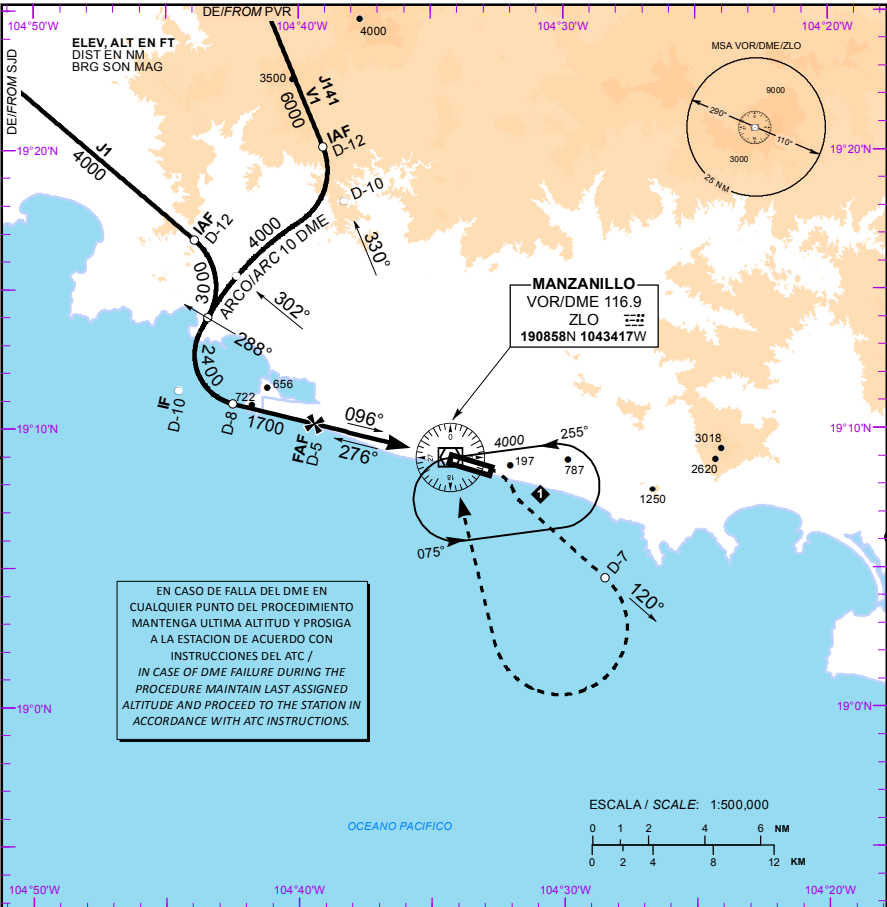 DE/FROM PVR
104°50'W
104°40'W
104°30'W
104°20'W
ELEV, ALT EN FT
DIST EN NM
BRG SON MAG
DE/FROM SJD
4000
3500
J141
V1
6000
IAF
D-12
MSA VOR/DME/ZLO
9000
290°
110°
3000
25 NM
J1
4000
19°20'N
19°20'N
D-10
IAF
D-12
4000
ARCO/ARC 10 DME
330°
3000
302°
288°
MANZANILLO
VOR/DME 116.9
ZLO
190858N 1043417W
2400
IF
D-10
656
722
D-8
1700
096°
FAF
D-5
276°
19°10'N
19°10'N
0
27
18
4000
255°
197
787
3018
2620
1250
1
075°
D-7
120°
EN CASO DE FALLA DEL DME EN
CUALQUIER PUNTO DEL PROCEDIMIENTO
MANTENGA ULTIMA ALTITUD Y PROSIGA
A LA ESTACION DE ACUERDO CON
INSTRUCCIONES DEL ATC /
IN CASE OF DME FAILURE DURING THE
PROCEDURE MAINTAIN LAST ASSIGNED
ALTITUDE AND PROCEED TO THE STATION IN
ACCORDANCE WITH ATC INSTRUCTIONS.
19°0'N
19°0'N
OCEANO PACIFICO
ESCALA / SCALE: 1:500,000
0 1 2 4 6 NM
0 2 4 8 12 KM
104°50'W
104°40'W
104°30'W
104°20'W